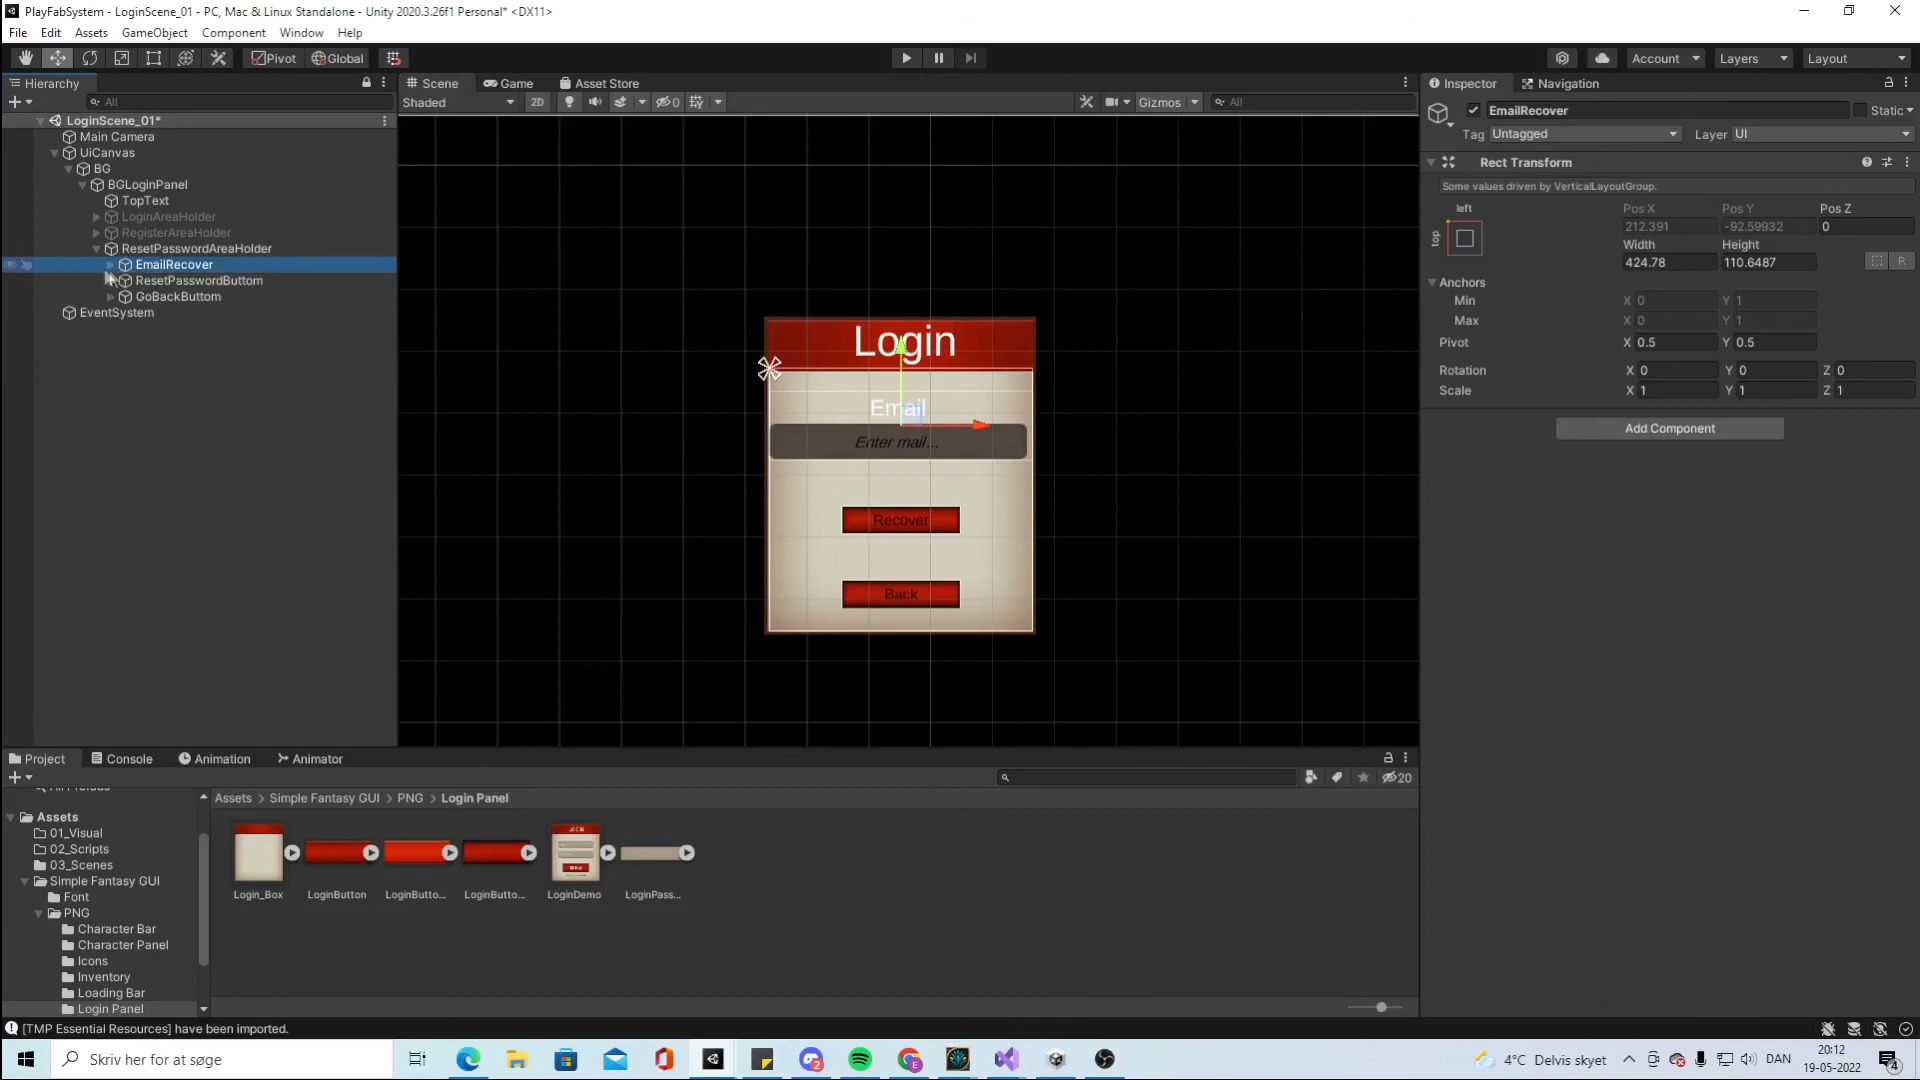 PlayFabSystem - LoginScene_01 - PC, Mac & Linux Standalone - Unity 2020.3.26f1 Personal* <DX11>
File Edit Assets GameObject Component Window Help
Pivot Global Account Layers Layout
Hierarchy
All
LoginScene_01*
Main Camera
UiCanvas
BG
BGLoginPanel
TopText
LoginAreaHolder
RegisterAreaHolder
ResetPasswordAreaHolder
EmailRecover
ResetPasswordButtom
GoBackButtom
EventSystem
Scene Game Asset Store
Shaded 2D 0 Gizmos All
Login
Email
Enter mail...
Recover
Back
Inspector Navigation
EmailRecover Static
Tag Untagged Layer UI
Rect Transform
Some values driven by VerticalLayoutGroup.
left Pos X Pos Y Pos Z
top 212.391 -92.59932 0
Width Height
424.78 110.6487 R
Anchors
Min X 0 Y 1
Max X 0 Y 1
Pivot X 0.5 Y 0.5
Rotation X 0 Y 0 Z 0
Scale X 1 Y 1 Z 1
Add Component
Project Console Animation Animator
20
Assets
01_Visual
02_Scripts
03_Scenes
Simple Fantasy GUI
Font
PNG
Character Bar
Character Panel
Icons
Inventory
Loading Bar
Login Panel
Assets > Simple Fantasy GUI > PNG > Login Panel
Login_Box LoginButton LoginButto... LoginButto... LoginDemo LoginPass...
[TMP Essential Resources] have been imported.
Skriv her for at søge
2
4°C Delvis skyet DAN
20:12
19-05-2022
4